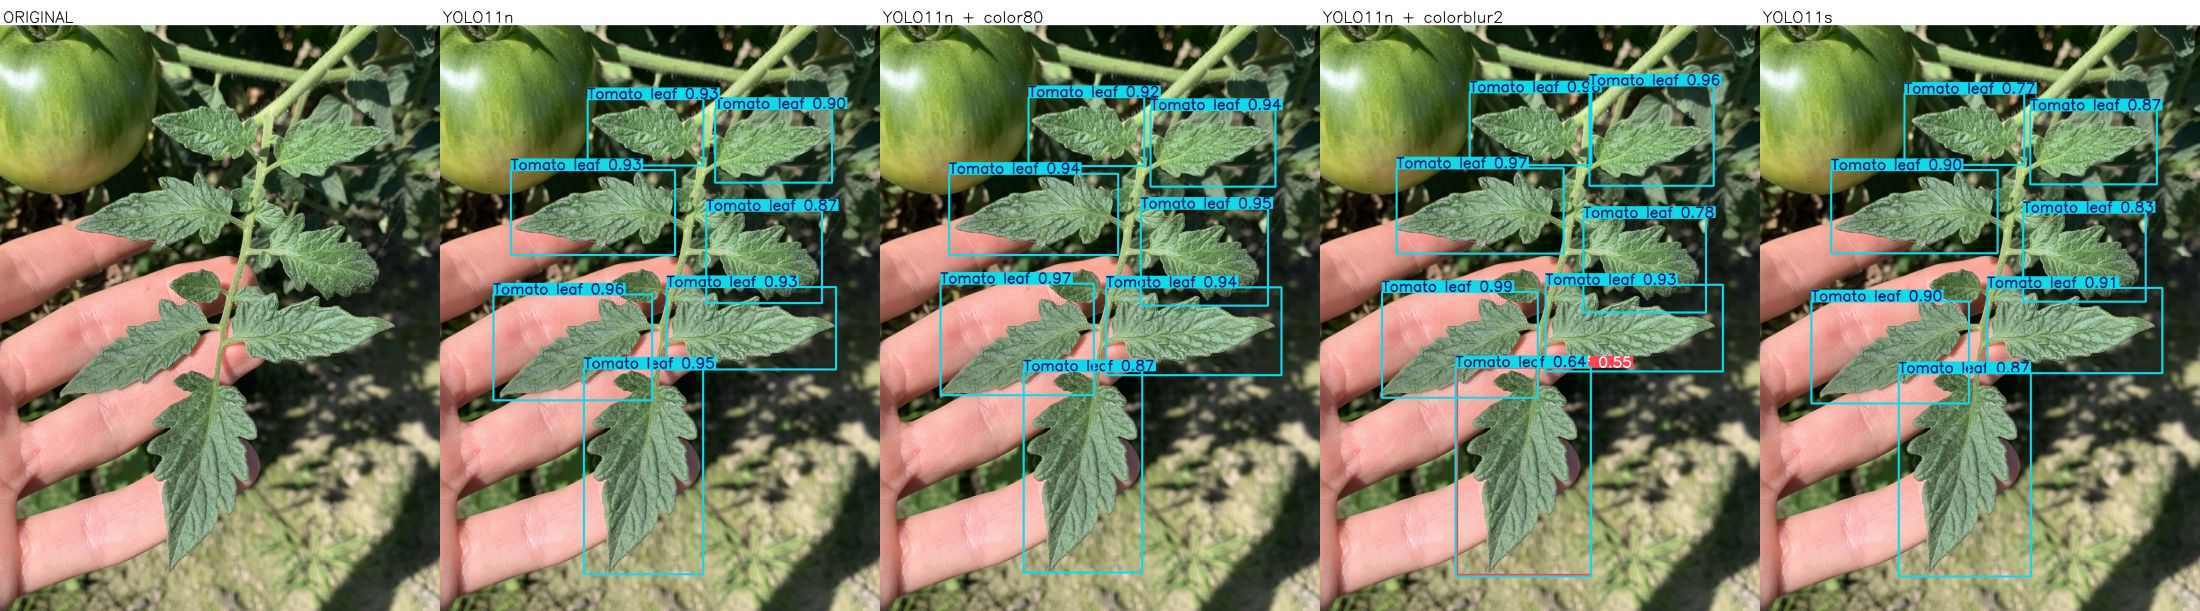 ORIGINAL
YOLO11n
Tomato leaf 0.93
Tomato leaf 0.90
Tomato leaf 0.93
Tomato leaf 0.87
Tomato leaf 0.93
Tomato leaf 0.96
Tomato leaf 0.95
YOLO11n + color80
Tomato leaf 0.92
Tomato leaf 0.94
Tomato leaf 0.94
Tomato leaf 0.95
Tomato leaf 0.97
Tomato leaf 0.94
Tomato leaf 0.87
YOLO11n + colorblur2
Tomato leaf
Tomato leaf 0.96
Tomato leaf 0.97
Tomato leaf 0.78
Tomato leaf 0.93
Tomato leaf 0.99
Tomato leaf 0.64
0.55
YOLO11s
Tomato leaf 0.77
Tomato leaf 0.87
Tomato leaf 0.90
Tomato leaf 0.83
Tomato leaf 0.91
Tomato leaf 0.90
Tomato leaf 0.87